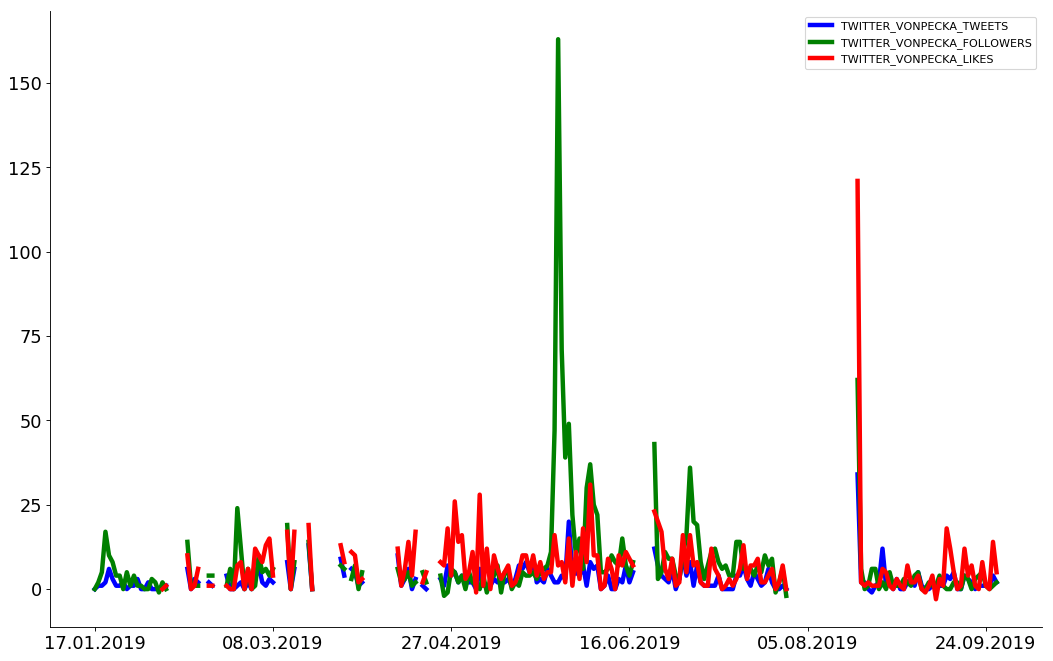 TWITTER_VONPECKA_TWEETS
TWITTER_VONPECKA_FOLLOWERS
TWITTER_VONPECKA_LIKES
150
125
100
75
50
25
0
17.01.2019 08.03.2019 27.04.2019 16.06.2019 05.08.2019 24.09.2019